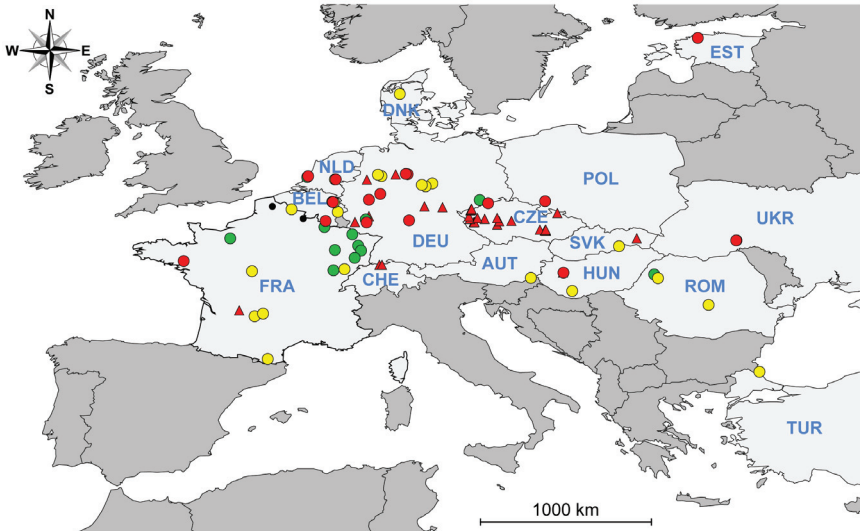 N
W E
S
EST
DNK
NLD
POL
BEL
CZE
UKR
DEU
SVK
AUT
HUN
ROM
CHE
FRA
TUR
1000 km